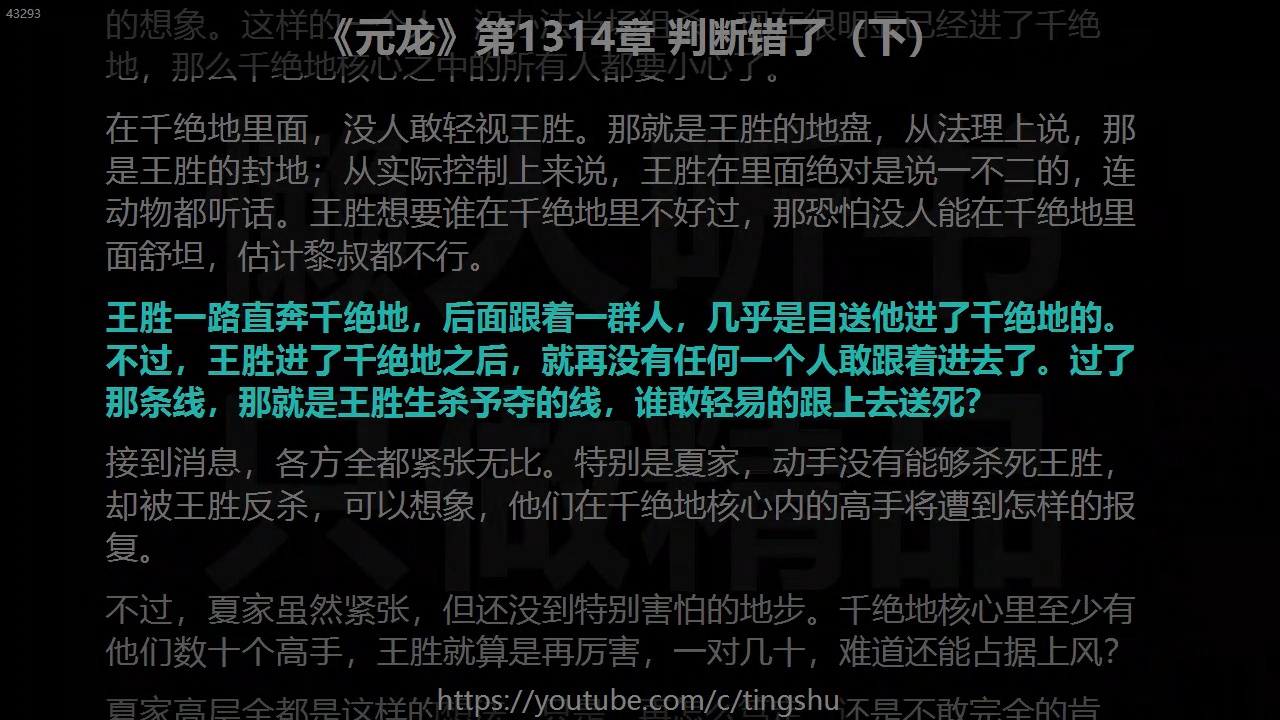 43293
《元龙》第1314章 判断错了（下）
地，那么千绝地核心之中的所有人都要小心了。
在千绝地里面，没人敢轻视王胜。那就是王胜的地盘，从法理上说，那
是王胜的封地；从实际控制上来说，王胜在里面绝对是说一不二的，连
动物都听话。王胜想要谁在千绝地里不好过，那恐怕没人能在千绝地里
面舒坦，估计黎叔都不行。
王胜一路直奔千绝地，后面跟着一群人，几乎是目送他进了千绝地的。
不过，王胜进了千绝地之后，就再没有任何一个人敢跟着进去了。过了
那条线，那就是王胜生杀予夺的线，谁敢轻易的跟上去送死？
接到消息，各方全都紧张无比。特别是夏家，动手没有能够杀死王胜，
却被王胜反杀，可以想象，他们在千绝地核心内的高手将遭到怎样的报
复。
不过，夏家虽然紧张，但还没到特别害怕的地步。千绝地核心里至少有
他们数十个高手，王胜就算是再厉害，一对几十，难道还能占据上风？
夏家高层全都是这样的 还是不敢完全的肯
https://youtube.com/c/tingshu
懒人听书
只做精品